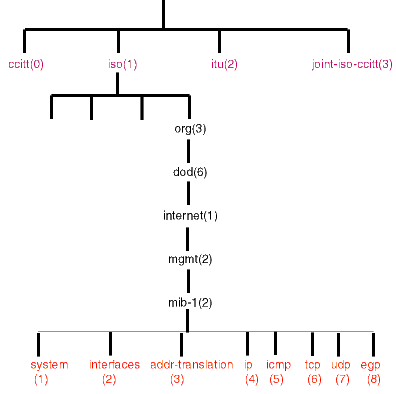 ccitt(0) iso(1) itu(2) joint-iso-ccitt(3)
org(3)
dod(6)
internet(1)
mgmt(2)
mib-1(2)
system interfaces addr-translation ip icmp tcp udp egp
(1) (2) (3) (4) (5) (6) (7) (8)